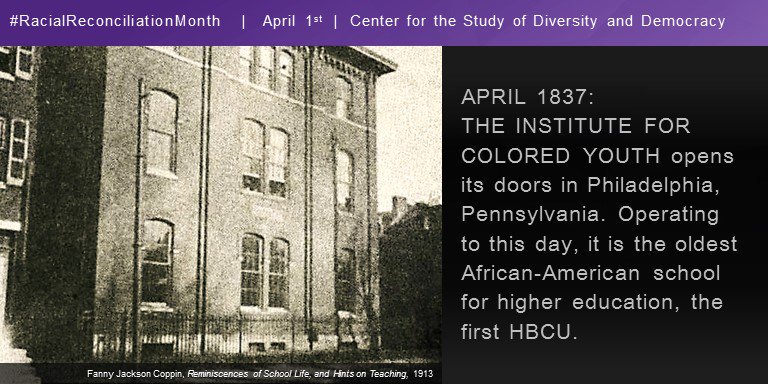 #RacialReconciliationMonth | April 1st | Center for the Study of Diversity and Democracy
APRIL 1837:
THE INSTITUTE FOR
COLORED YOUTH opens
its doors in Philadelphia,
Pennsylvania. Operating
to this day, it is the oldest
African-American school
for higher education, the
first HBCU.
Fanny Jackson Coppin, Reminiscences of School Life, and Hints on Teaching, 1913